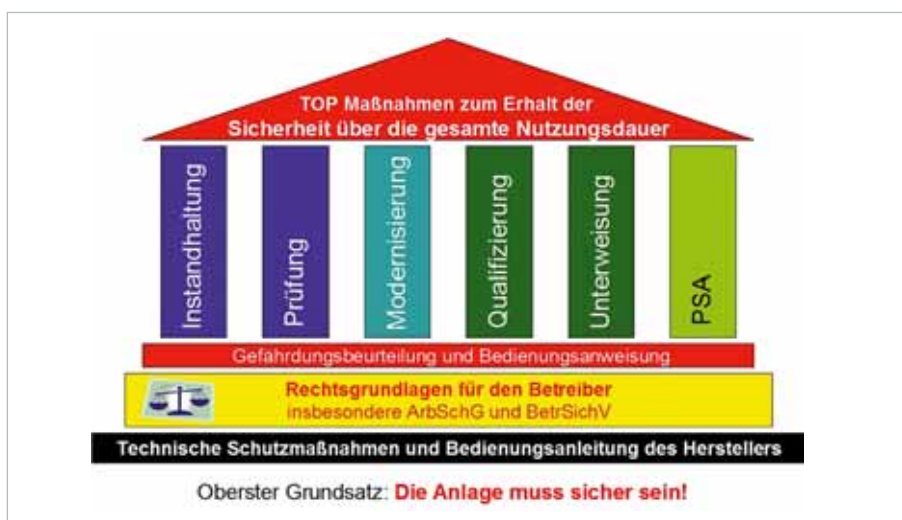 TOP Maßnahmen zum Erhalt der
Sicherheit über die gesamte Nutzungsdauer
Instandhaltung
Prüfung
Modernisierung
Qualifizierung
Unterweisung
PSA
Gefährdungsbeurteilung und Bedienungsanweisung
Rechtsgrundlagen für den Betreiber
insbesondere ArbSchG und BetrSichV
Technische Schutzmaßnahmen und Bedienungsanleitung des Herstellers
Oberster Grundsatz: Die Anlage muss sicher sein!